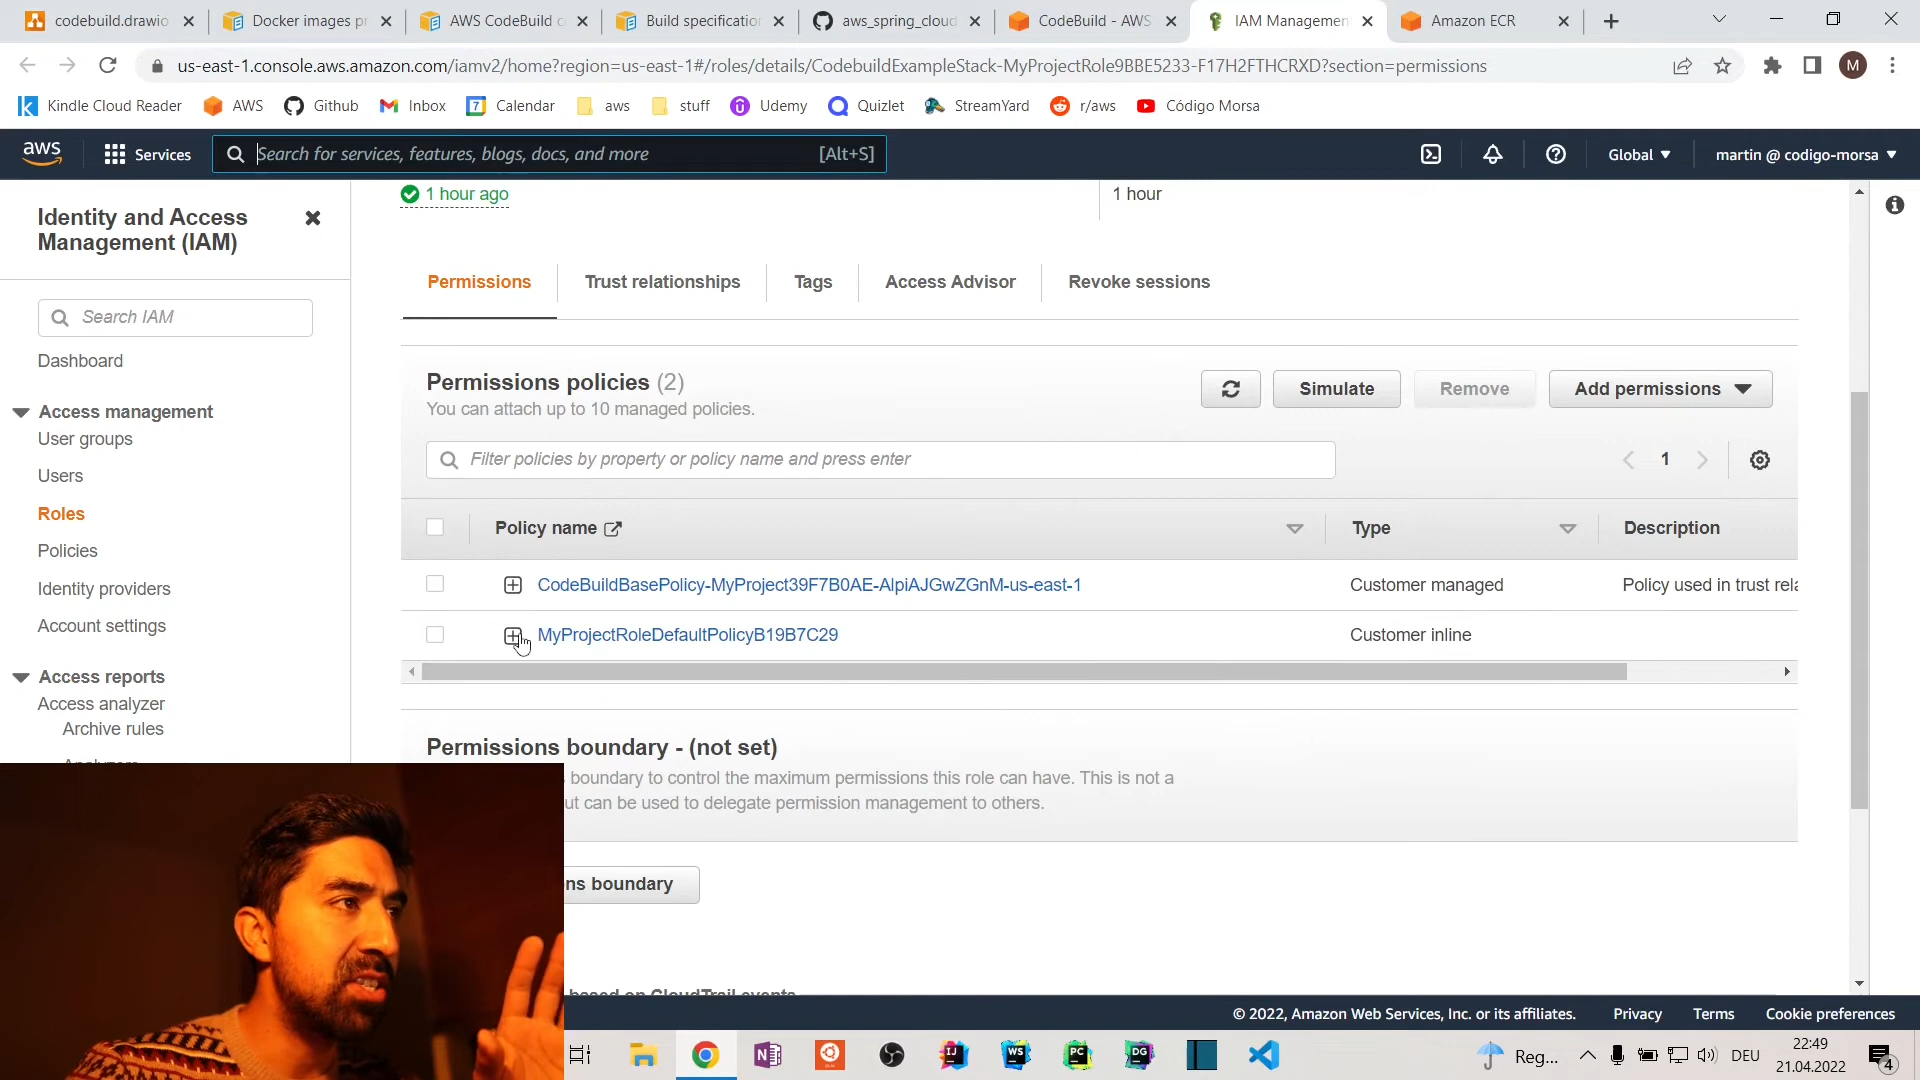 codebuild.drawio
Docker images p
AWS CodeBuild c
Build specification
aws_spring_cloud
CodeBuild - AWS
IAM Managemen
Amazon ECR
us-east-1.console.aws.amazon.com/iamv2/home?region=us-east-1#/roles/details/CodebuildExampleStack-MyProjectRole9BBE5233-F17H2FTHCRXD?section=permissions
M
Kindle Cloud Reader
AWS
Github
Inbox
Calendar
aws
stuff
Udemy
Quizlet
StreamYard
r/aws
Código Morsa
aws
Services
Search for services, features, blogs, docs, and more
[Alt+S]
Global
martin @ codigo-morsa
Identity and Access
Management (IAM)
Search IAM
Dashboard
Access management
User groups
Users
Roles
Policies
Identity providers
Account settings
Access reports
Access analyzer
Archive rules
1 hour ago
1 hour
Permissions
Trust relationships
Tags
Access Advisor
Revoke sessions
Permissions policies (2)
You can attach up to 10 managed policies.
Simulate
Remove
Add permissions
Filter policies by property or policy name and press enter
1
Policy name
Type
Description
CodeBuildBasePolicy-MyProject39F7B0AE-AlpiAJGwZGnM-us-east-1
Customer managed
Policy used in trust rela
MyProjectRoleDefaultPolicyB19B7C29
Customer inline
Permissions boundary - (not set)
boundary to control the maximum permissions this role can have. This is not a
ut can be used to delegate permission management to others.
ns boundary
based on CloudTrail events
© 2022, Amazon Web Services, Inc. or its affiliates.
Privacy
Terms
Cookie preferences
IJ
WS
PC
DG
Reg...
DEU
22:49
21.04.2022
4